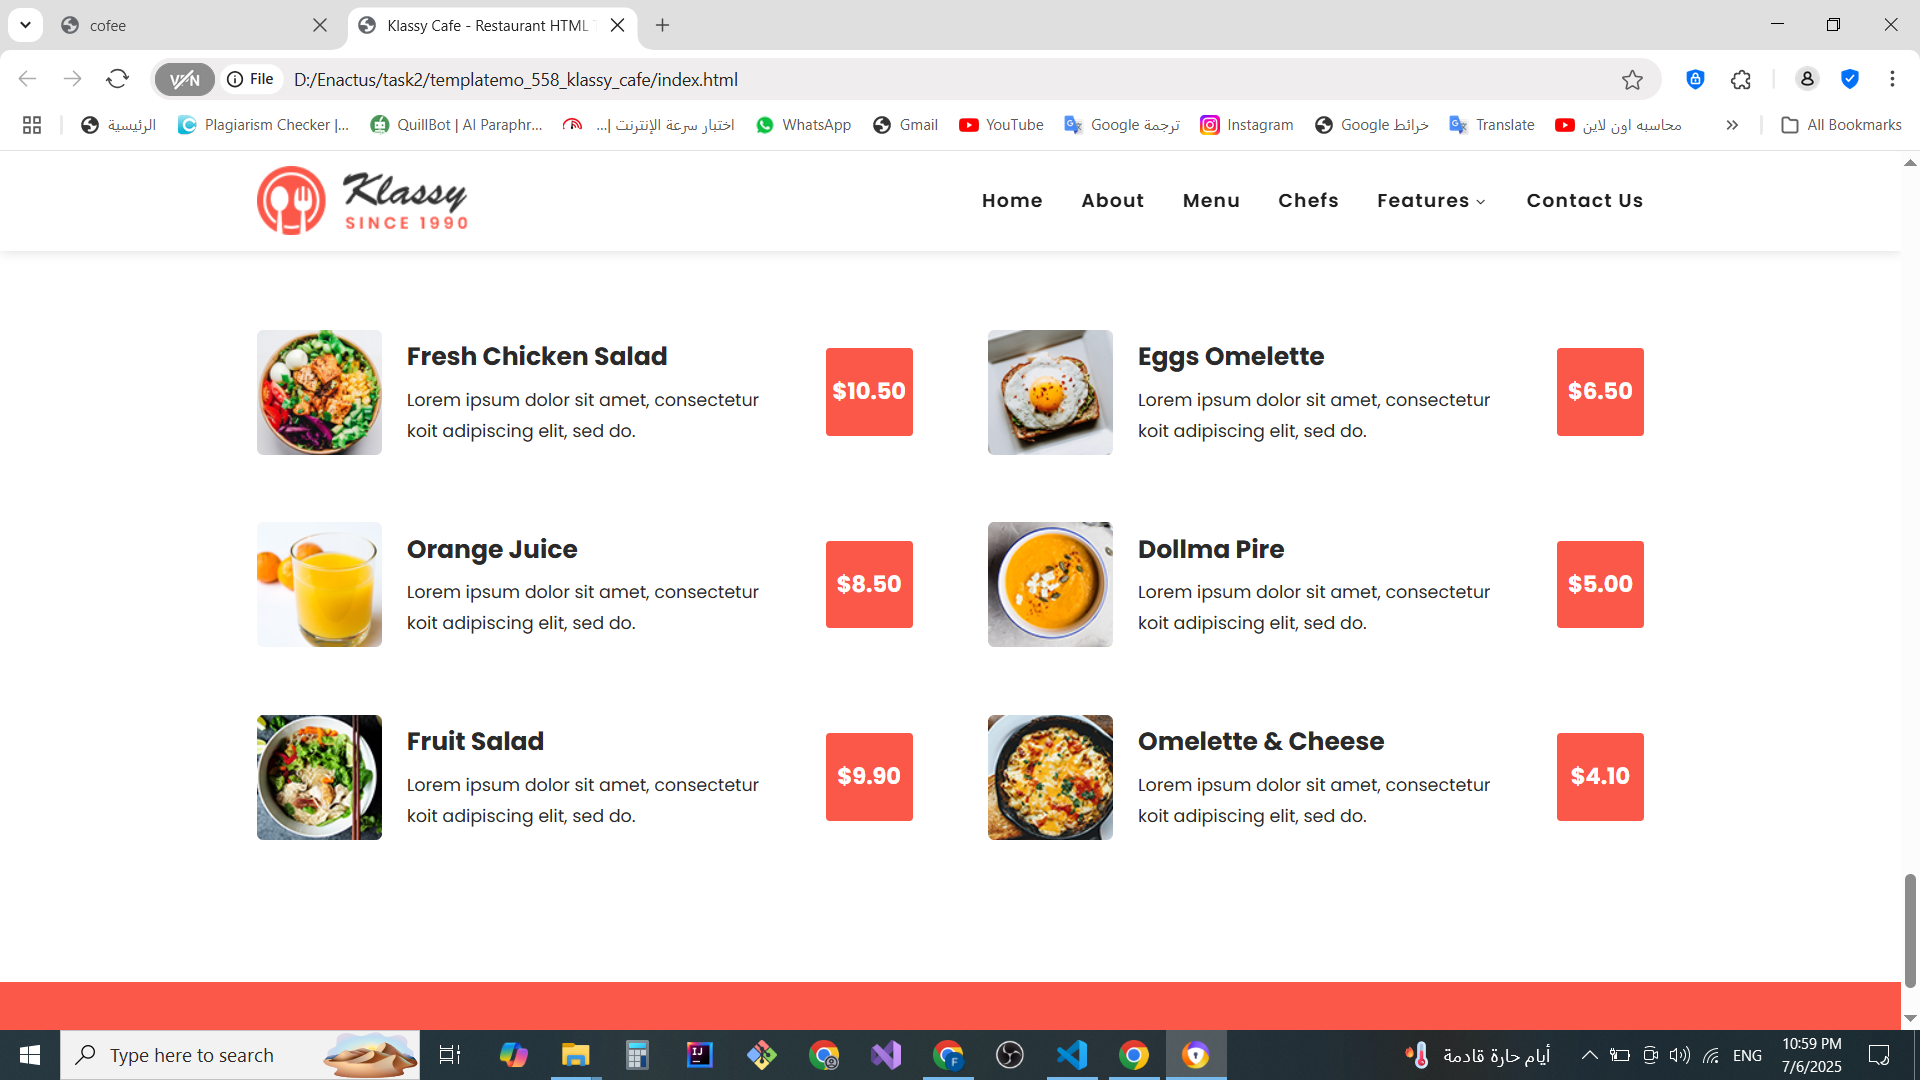 cofee
Klassy Cafe - Restaurant HTML
VPN
File
D:/Enactus/task2/templatemo_558_klassy_cafe/index.html
الرئيسية
Plagiarism Checker |...
QuillBot | AI Paraphr...
اختبار سرعة الإنترنت |...
WhatsApp
Gmail
YouTube
ترجمة Google
Instagram
خرائط Google
Translate
محاسبه اون لاين
All Bookmarks
Klassy
SINCE 1990
Home
About
Menu
Chefs
Features
Contact Us
Fresh Chicken Salad
Lorem ipsum dolor sit amet, consectetur
koit adipiscing elit, sed do.
$10.50
Eggs Omelette
Lorem ipsum dolor sit amet, consectetur
koit adipiscing elit, sed do.
$6.50
Orange Juice
Lorem ipsum dolor sit amet, consectetur
koit adipiscing elit, sed do.
$8.50
Dollma Pire
Lorem ipsum dolor sit amet, consectetur
koit adipiscing elit, sed do.
$5.00
Fruit Salad
Lorem ipsum dolor sit amet, consectetur
koit adipiscing elit, sed do.
$9.90
Omelette & Cheese
Lorem ipsum dolor sit amet, consectetur
koit adipiscing elit, sed do.
$4.10
Type here to search
أيام حارة قادمة
ENG
10:59 PM
7/6/2025